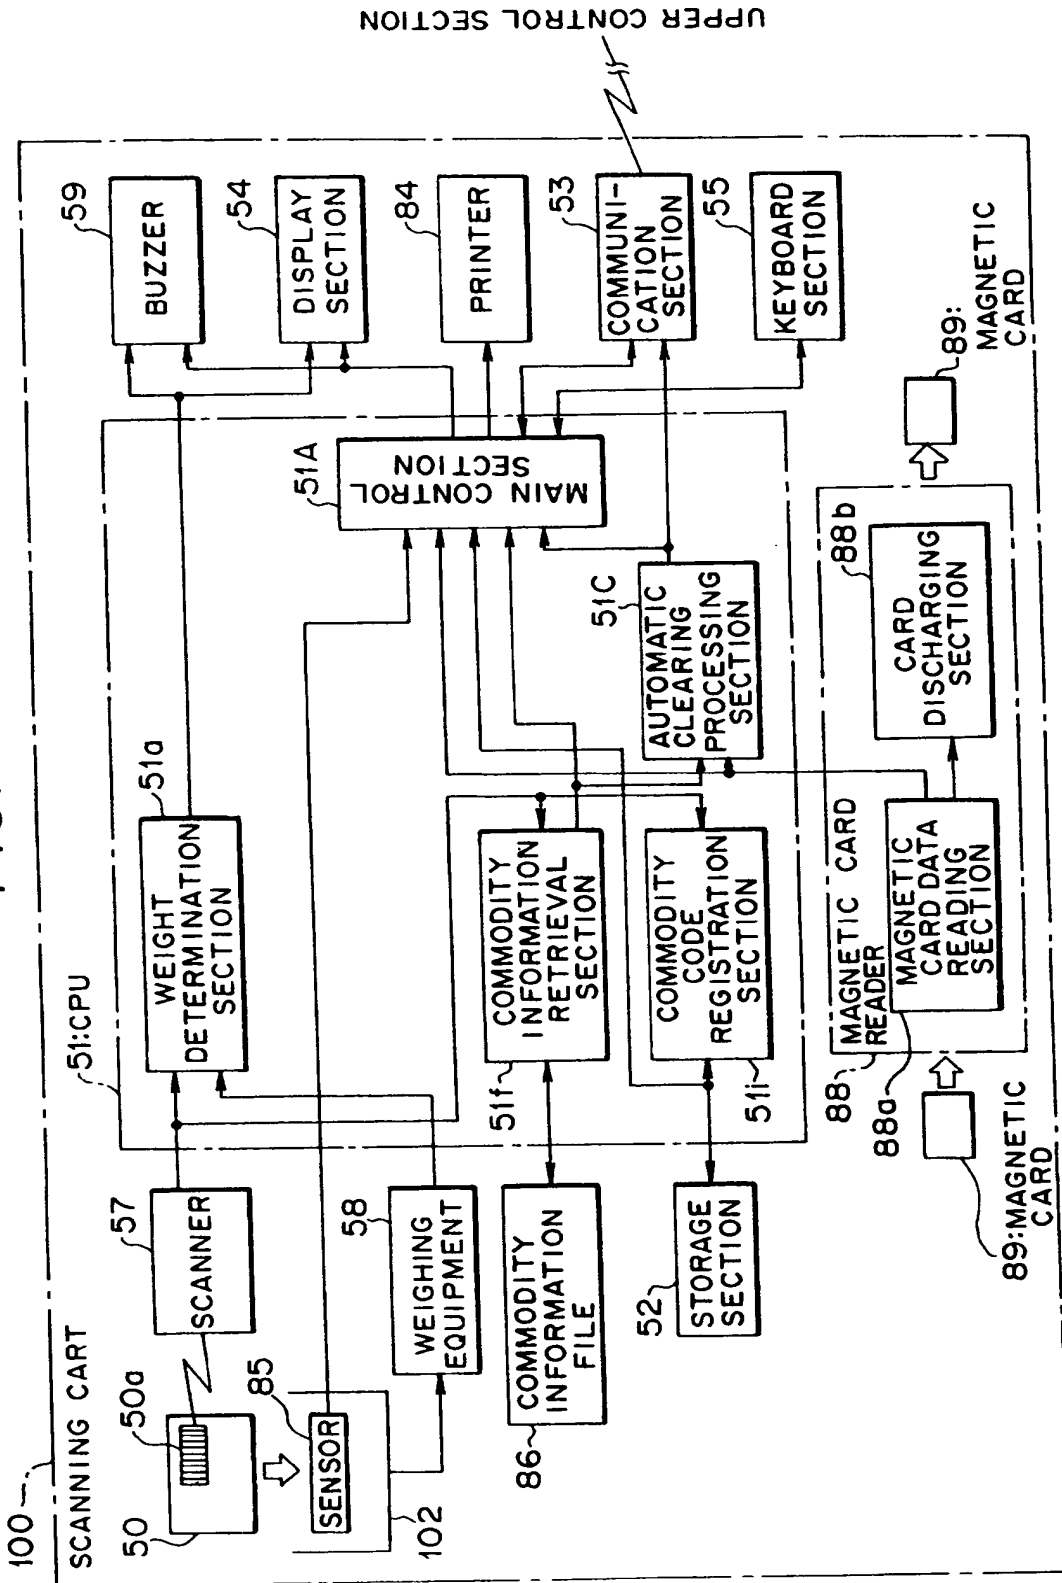 100
SCANNING CART
50
50a
57
SCANNER
85
SENSOR
102
58
WEIGHING
EQUIPMENT
86
COMMODITY
INFORMATION
FILE
52
STORAGE
SECTION
51:CPU
51a
WEIGHT
DETERMINATION
SECTION
51f
COMMODITY
INFORMATION
RETRIEVAL
SECTION
51i
COMMODITY
CODE
REGISTRATION
SECTION
51A
MAIN CONTROL
SECTION
51C
AUTOMATIC
CLEARING
PROCESSING
SECTION
59
BUZZER
54
DISPLAY
SECTION
84
PRINTER
53
COMMUNI-
CATION
SECTION
55
KEYBOARD
SECTION
UPPER CONTROL SECTION
88
MAGNETIC CARD
READER
88a
MAGNETIC
CARD DATA
READING
SECTION
88b
CARD
DISCHARGING
SECTION
89:MAGNETIC
CARD
89:
MAGNETIC
CARD